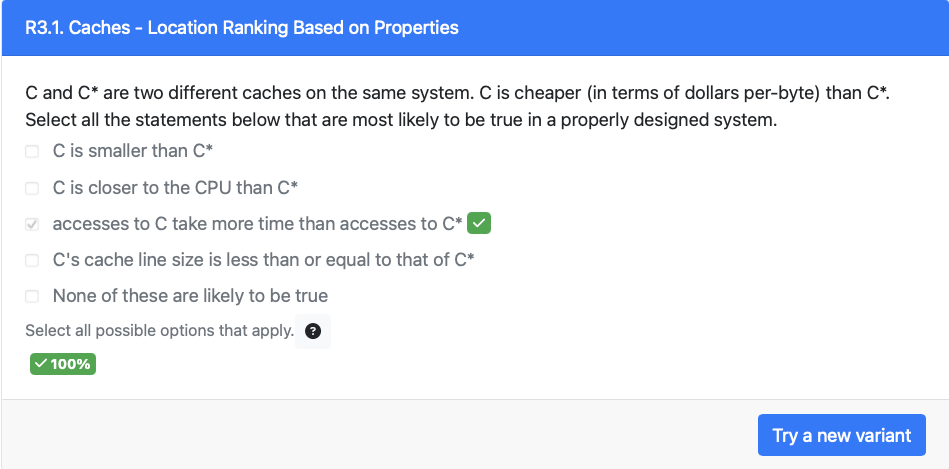 R3.1. Caches - Location Ranking Based on Properties
C and C* are two different caches on the same system. C is cheaper (in terms of dollars per-byte) than C*.
Select all the statements below that are most likely to be true in a properly designed system.
C is smaller than C*
C is closer to the CPU than C*
accesses to C take more time than accesses to C*
C's cache line size is less than or equal to that of C*
None of these are likely to be true
Select all possible options that apply. ?
100%
Try a new variant